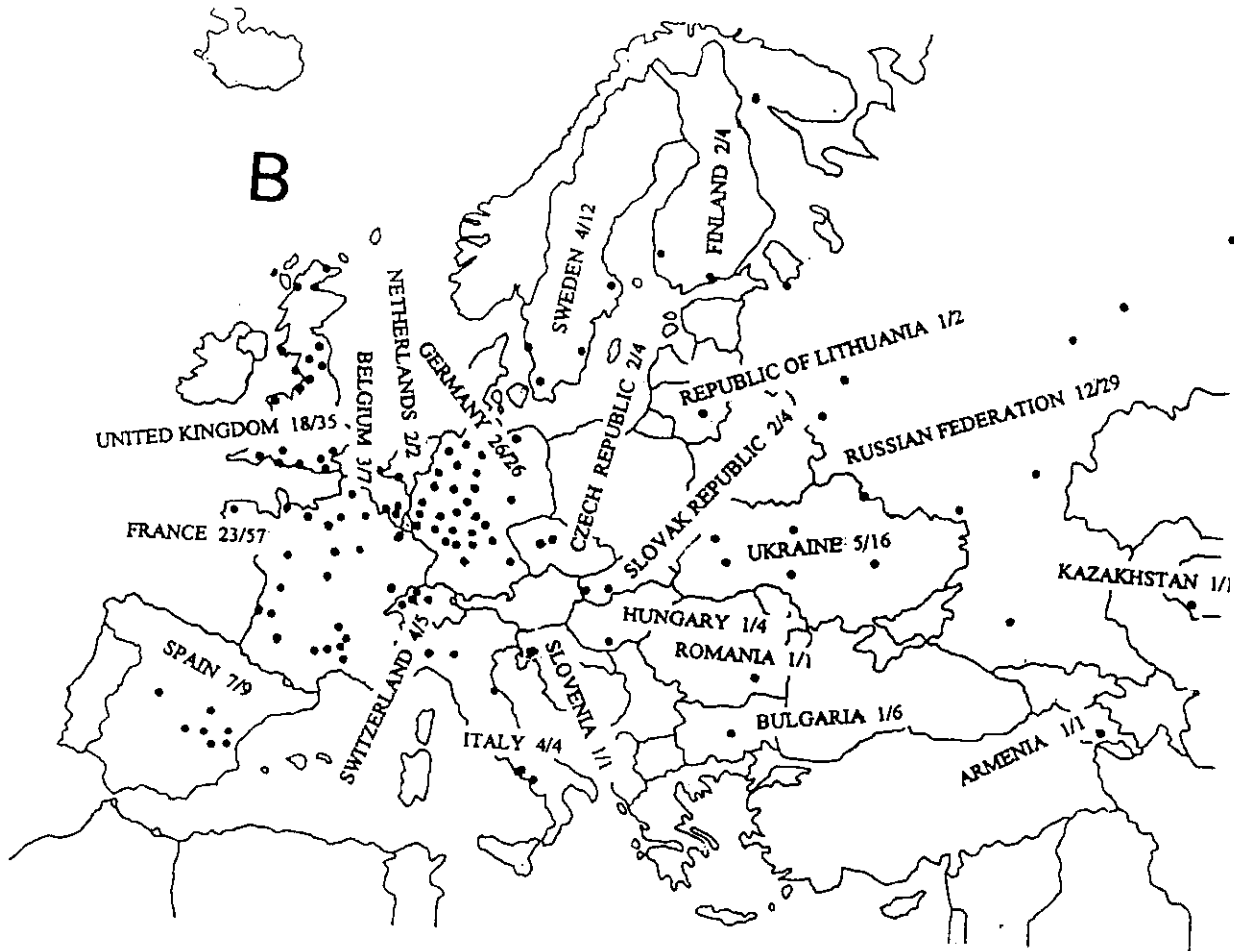 B
FINLAND 2/4
SWEDEN 4/12
NETHERLANDS 2/2
GERMANY 26/26
BELGIUM 3/7
UNITED KINGDOM 18/35
CZECH REPUBLIC 2/4
REPUBLIC OF LITHUANIA 1/2
SLOVAK REPUBLIC 2/4
RUSSIAN FEDERATION 12/29
FRANCE 23/57
UKRAINE 5/16
KAZAKHSTAN 1/1
HUNGARY 1/4
ROMANIA 1/1
SPAIN 7/9
SWITZERLAND 4/5
SLOVENIA 1/1
ITALY 4/4
BULGARIA 1/6
ARMENIA 1/1